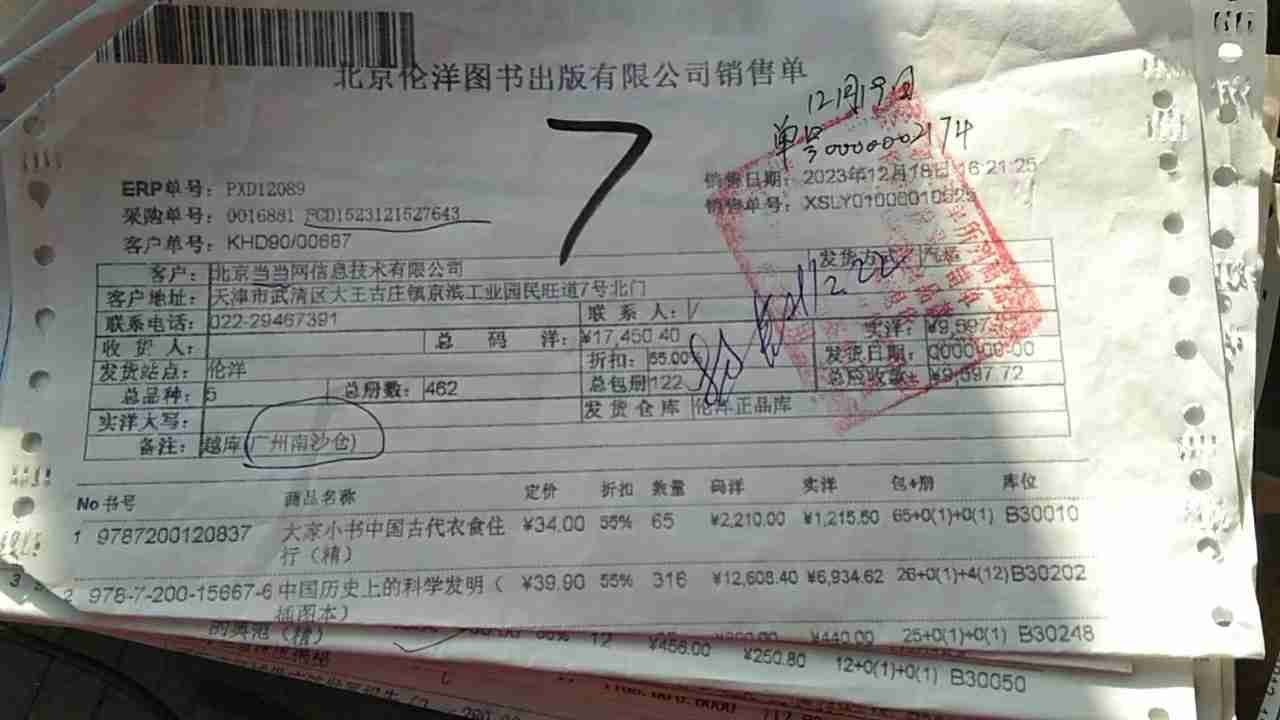 北京伦洋图书出版有限公司销售单
12月19日
单号0000002174
7
ERP单号: PXD12089
销售日期: 2023年12月18日 16:21:25
采购单号: 0016881 PCD1523121527643
销售单号: XSLY01000010525
客户单号: KHD90/00687
客户: 北京当当网信息技术有限公司 发货方式 汽运
客户地址: 天津市武清区大王古庄镇京滨工业园民旺道7号北门
联系电话: 022-29467391 联系人:
收货人: 总码洋: ¥17,450.40 实洋:
发货站点: 伦洋 折扣: 55.00 发货日期: 0000-00-00
总品种: 5 总册数: 462 总包册 122 总应收款: ¥9,597.72
实洋大写: 发货仓库 伦洋正品库
备注: 越库(广州南沙仓)
No 书号 商品名称 定价 折扣 数量 码洋 实洋 包+册 库位
1 9787200120837 大家小书中国古代衣食住行(精) ¥34.00 55% 65 ¥2,210.00 ¥1,215.50 65+0(1)+0(1) B30010
2 978-7-200-15667-6 中国历史上的科学发明(插图本) ¥39.90 55% 316 ¥12,608.40 ¥6,934.62 26+0(1)+4(12) B30202
(精) ¥440.00 25+0(1)+0(1) B30248
12 ¥456.00 ¥250.80 12+0(1)+0(1) B30050